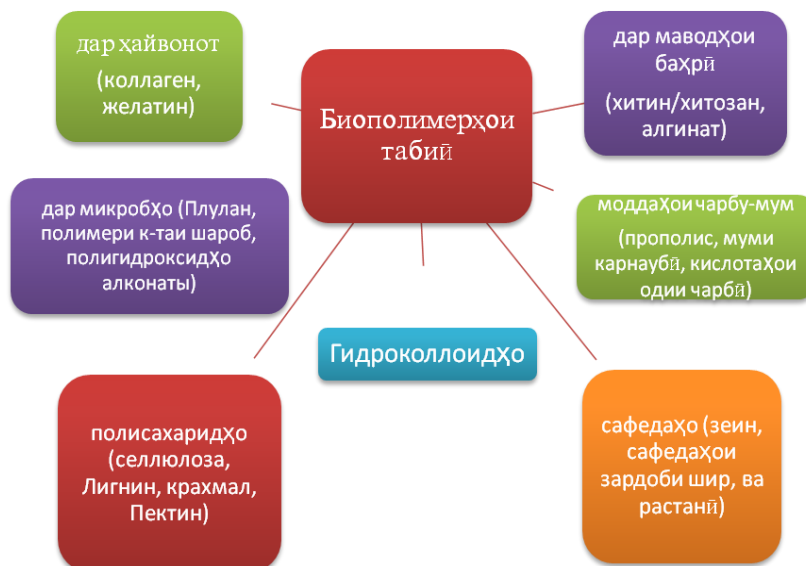 дар ҳайвонот
(коллаген,
желатин)
Биополимерҳои
табиӣ
дар маводҳои
баҳрӣ
(хитин/хитозан,
алгинат)
дар микробҲо (Плулан,
полимери к-таи шароб,
полигидроксидҲо
алконаты)
моддаҲои чарбу-мум
(прополис, муми
карнаубӣ, кислотаҲои
одии чарбӣ)
ГидроколлоидҲо
полисахаридҲо
(селлюлоза,
Лигнин, крахмал,
Пектин)
сафедаҲо (зеин,
сафедаҲои
зардоби шир, ва
растанӣ)